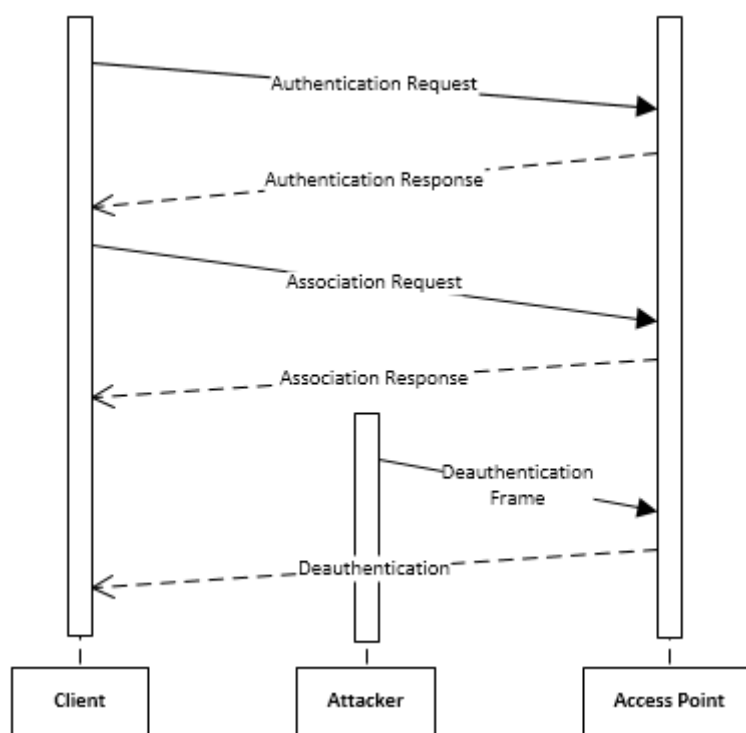 Authentication Request
Authentication Response
Association Request
Association Response
Deauthentication
Frame
Deauthentication
Client
Attacker
Access Point